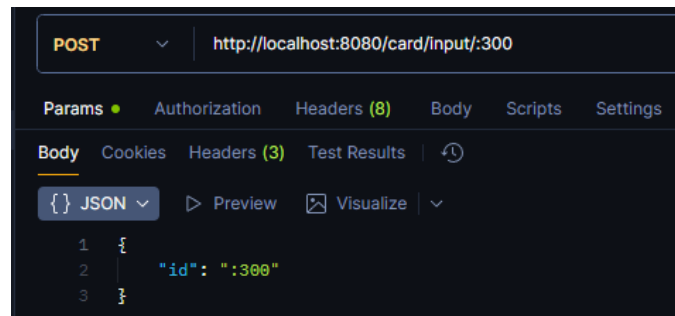 POST http://localhost:8080/card/input/:300
Params Authorization Headers (8) Body Scripts Settings
Body Cookies Headers (3) Test Results
{ } JSON Preview Visualize
1 {
2 "id": ":300"
3 }